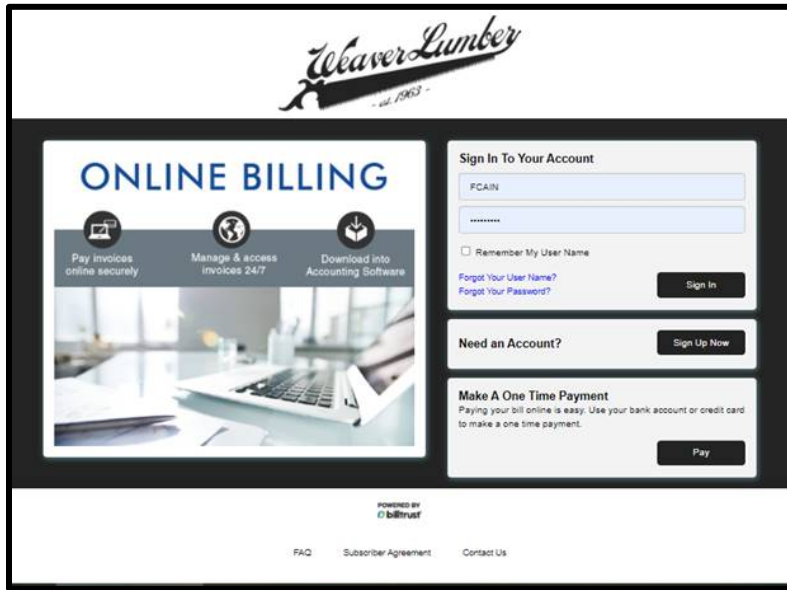 Weaver Lumber
- est. 1963 -
ONLINE BILLING
Pay invoices
online securely
Manage & access
invoices 24/7
Download into
Accounting Software
Sign In To Your Account
FCAIN
•••••••••
Remember My User Name
Forgot Your User Name?
Forgot Your Password?
Sign In
Need an Account?
Sign Up Now
Make A One Time Payment
Paying your bill online is easy. Use your bank account or credit card
to make a one time payment.
Pay
POWERED BY
billtrust
FAQ
Subscriber Agreement
Contact Us